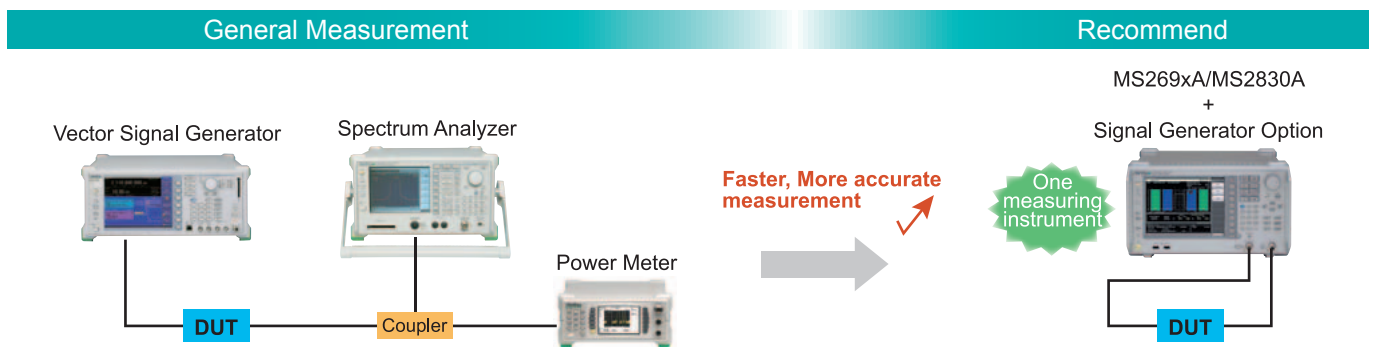 General Measurement
Recommend
Vector Signal Generator
Spectrum Analyzer
Power Meter
DUT
Coupler
Faster, More accurate
measurement
MS269xA/MS2830A
+
Signal Generator Option
One
measuring
instrument
DUT